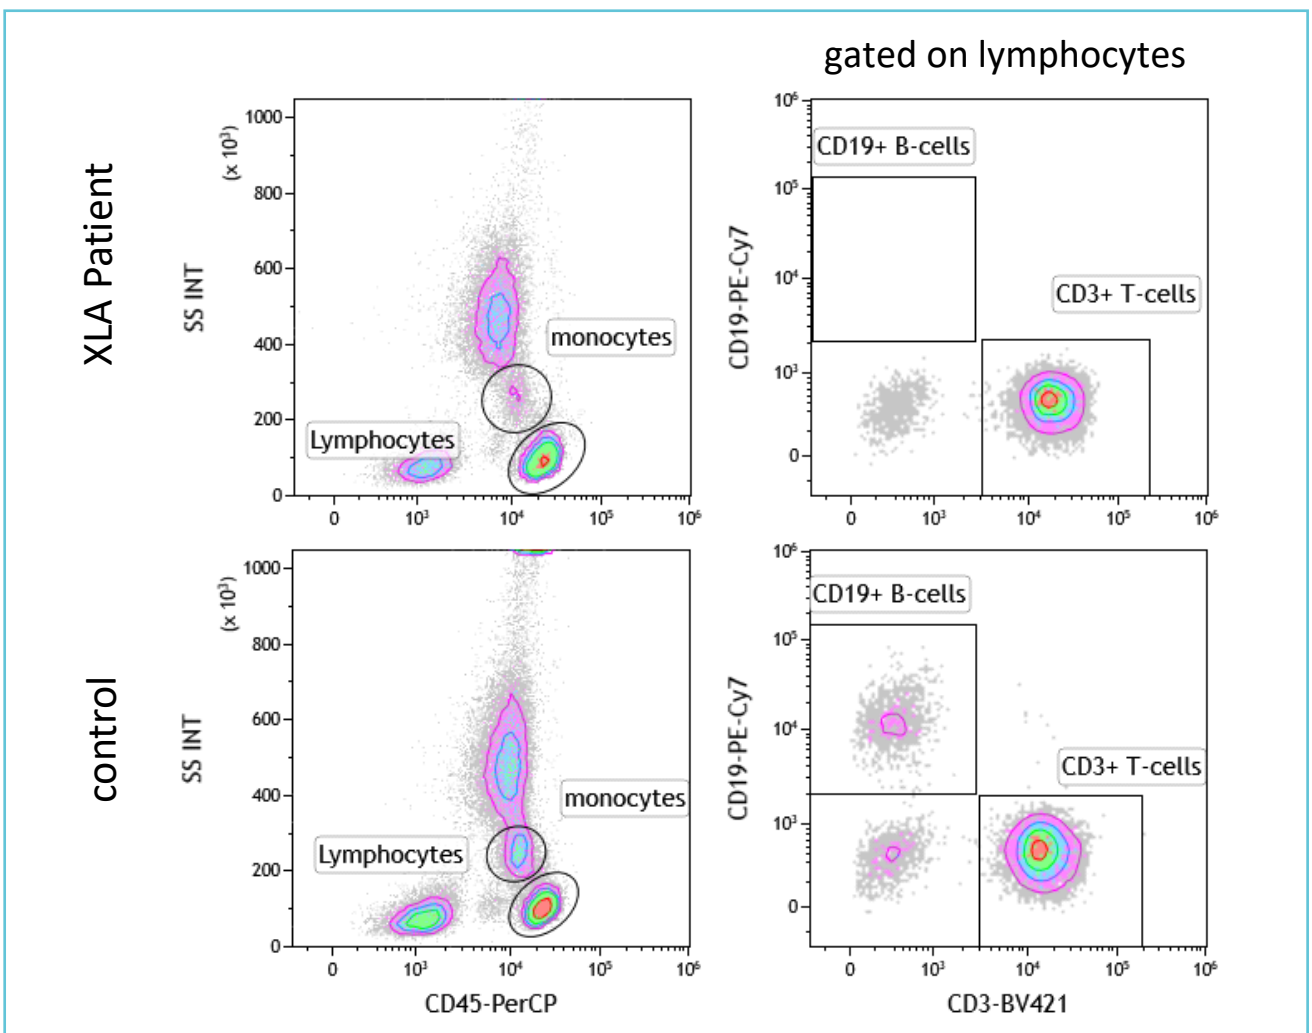 gated on lymphocytes
XLA Patient
(x 10³)
SS INT
1000
800
600
400
200
0
monocytes
Lymphocytes
0 10³ 10⁴ 10⁵ 10⁶
CD19-PE-Cy7
10⁶
10⁵
10⁴
10³
0
CD19+ B-cells
CD3+ T-cells
0 10³ 10⁴ 10⁵ 10⁶
control
(x 10³)
SS INT
1000
800
600
400
200
0
monocytes
Lymphocytes
0 10³ 10⁴ 10⁵ 10⁶
CD45-PerCP
CD19-PE-Cy7
10⁶
10⁵
10⁴
10³
0
CD19+ B-cells
CD3+ T-cells
0 10³ 10⁴ 10⁵ 10⁶
CD3-BV421